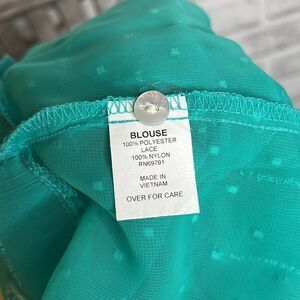 BLOUSE
100% POLYESTER
LACE
100% NYLON
RN69791
MADE IN
VIETNAM
OVER FOR CARE